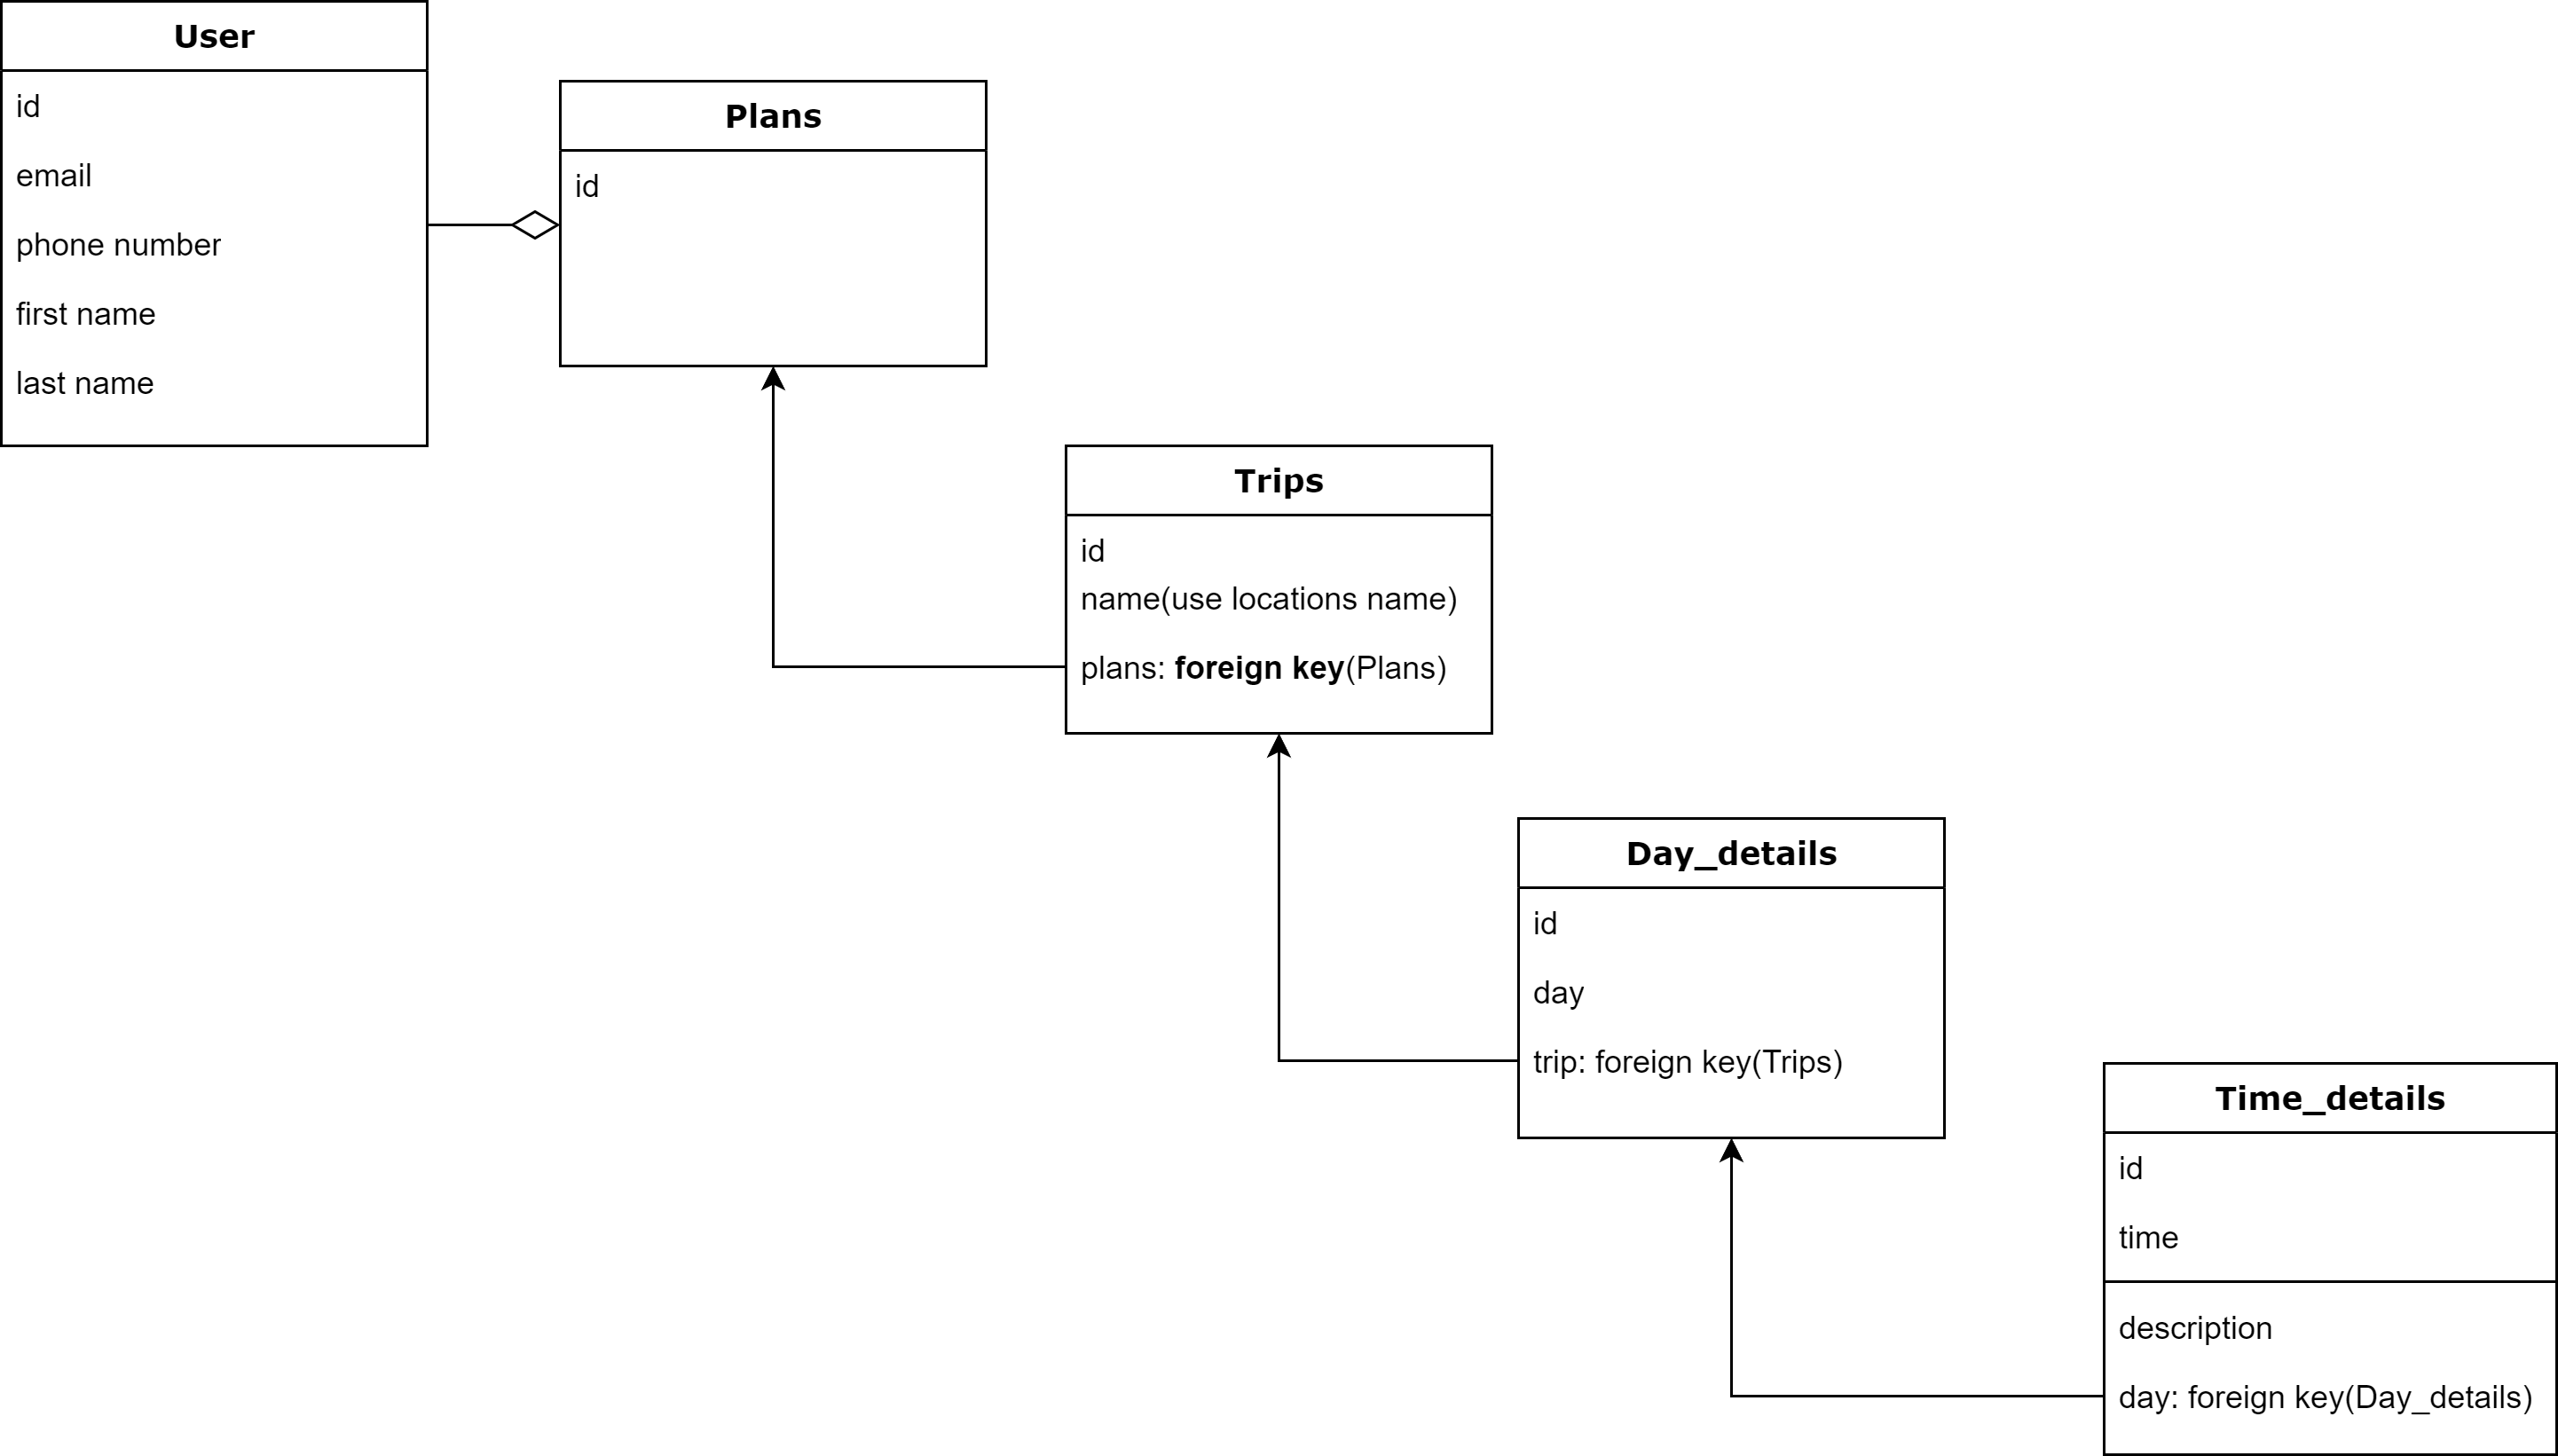 User
id
email
phone number
first name
last name
Plans
id
Trips
id
name(use locations name)
plans: foreign key(Plans)
Day_details
id
day
trip: foreign key(Trips)
Time_details
id
time
description
day: foreign key(Day_details)